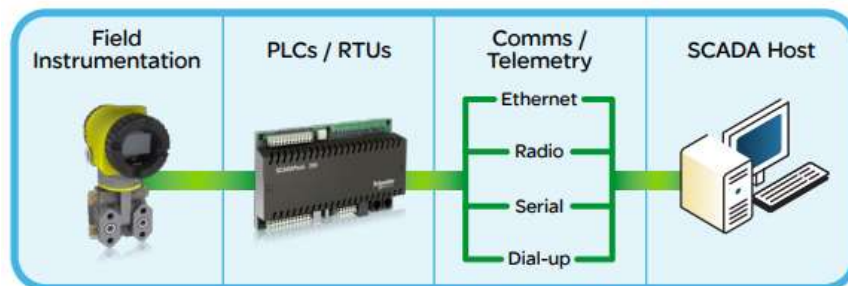 Field
Instrumentation
PLCs / RTUs
Comms /
Telemetry
SCADA Host
Ethernet
Radio
Serial
Dial-up